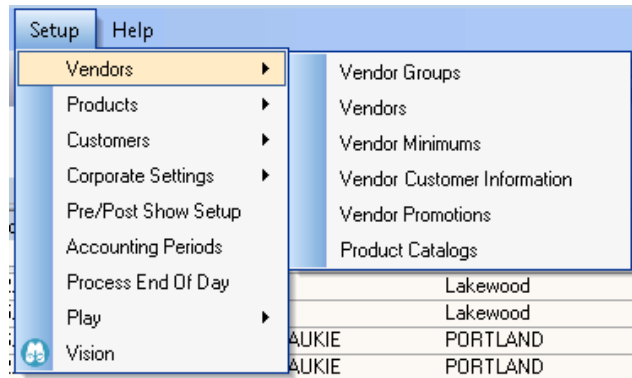 Setup Help
Vendors
Products
Customers
Corporate Settings
Pre/Post Show Setup
Accounting Periods
Process End Of Day
Play
Vision
Vendor Groups
Vendors
Vendor Minimums
Vendor Customer Information
Vendor Promotions
Product Catalogs
Lakewood
Lakewood
AUKIE PORTLAND
AUKIE PORTLAND